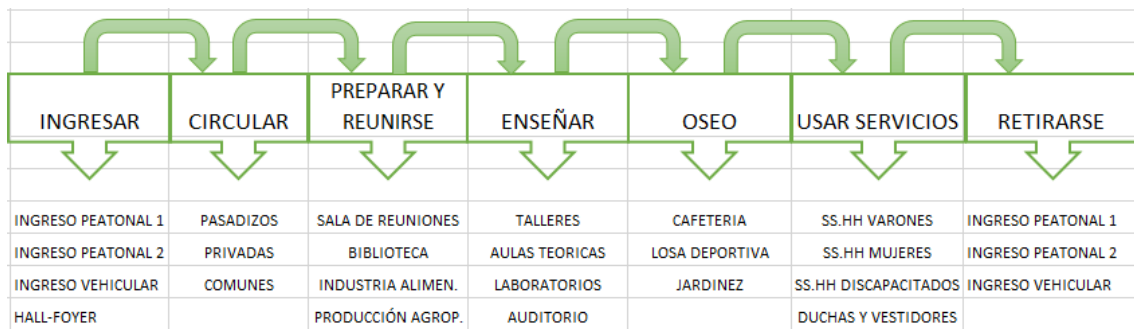 INGRESAR
CIRCULAR
PREPARAR Y
REUNIRSE
ENSEÑAR
OSEO
USAR SERVICIOS
RETIRARSE
INGRESO PEATONAL 1
PASADIZOS
SALA DE REUNIONES
TALLERES
CAFETERIA
SS.HH VARONES
INGRESO PEATONAL 1
INGRESO PEATONAL 2
PRIVADAS
BIBLIOTECA
AULAS TEORICAS
LOSA DEPORTIVA
SS.HH MUJERES
INGRESO PEATONAL 2
INGRESO VEHICULAR
COMUNES
INDUSTRIA ALIMEN.
LABORATORIOS
JARDINEZ
SS.HH DISCAPACITADOS
INGRESO VEHICULAR
HALL-FOYER
PRODUCCIÓN AGROP.
AUDITORIO
DUCHAS Y VESTIDORES